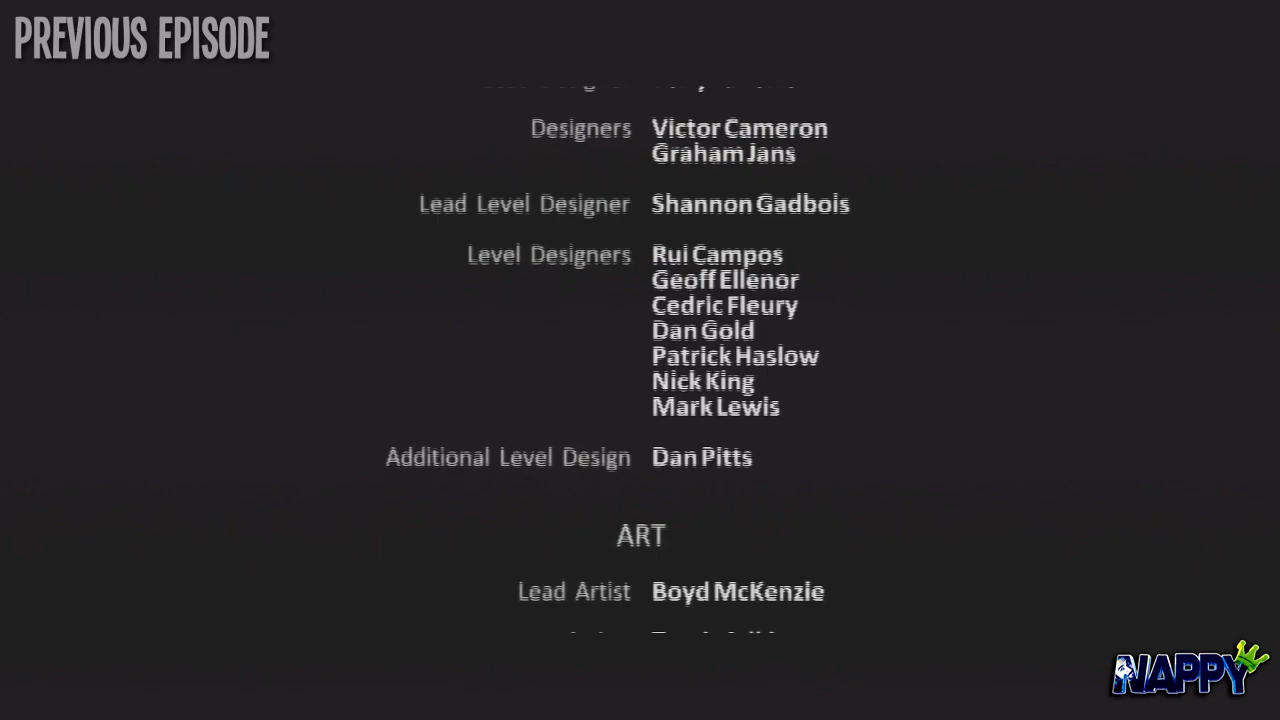 PREVIOUS EPISODE
Designers Victor Cameron
Graham Jans
Lead Level Designer Shannon Gadbois
Level Designers Rui Campos
Geoff Ellenor
Cedric Fleury
Dan Gold
Patrick Haslow
Nick King
Mark Lewis
Additional Level Design Dan Pitts
ART
Lead Artist Boyd McKenzie
NAPPY